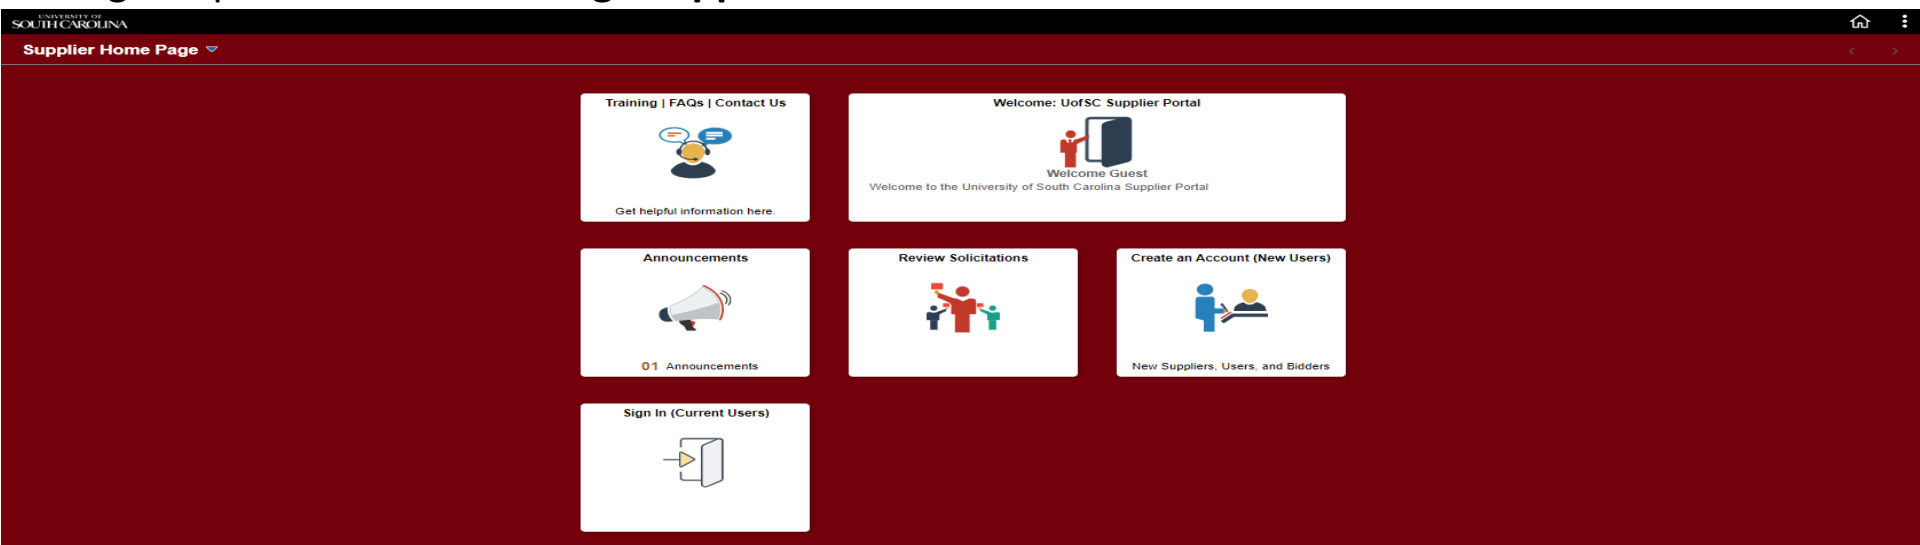 UNIVERSITY OF
SOUTH CAROLINA
Supplier Home Page
Training | FAQs | Contact Us
Get helpful information here.
Welcome: UofSC Supplier Portal
Welcome Guest
Welcome to the University of South Carolina Supplier Portal
Announcements
01 Announcements
Review Solicitations
Create an Account (New Users)
New Suppliers, Users, and Bidders
Sign In (Current Users)